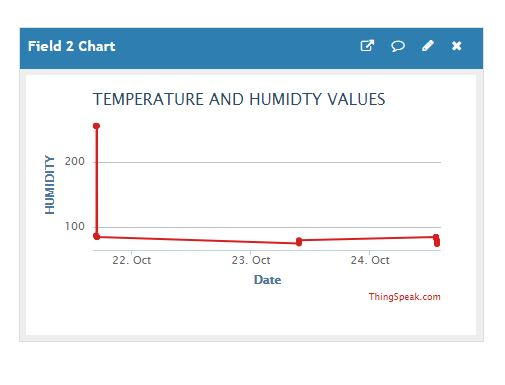 Field 2 Chart
TEMPERATURE AND HUMIDTY VALUES
HUMIDITY
200
100
22. Oct
23. Oct
24. Oct
Date
ThingSpeak.com